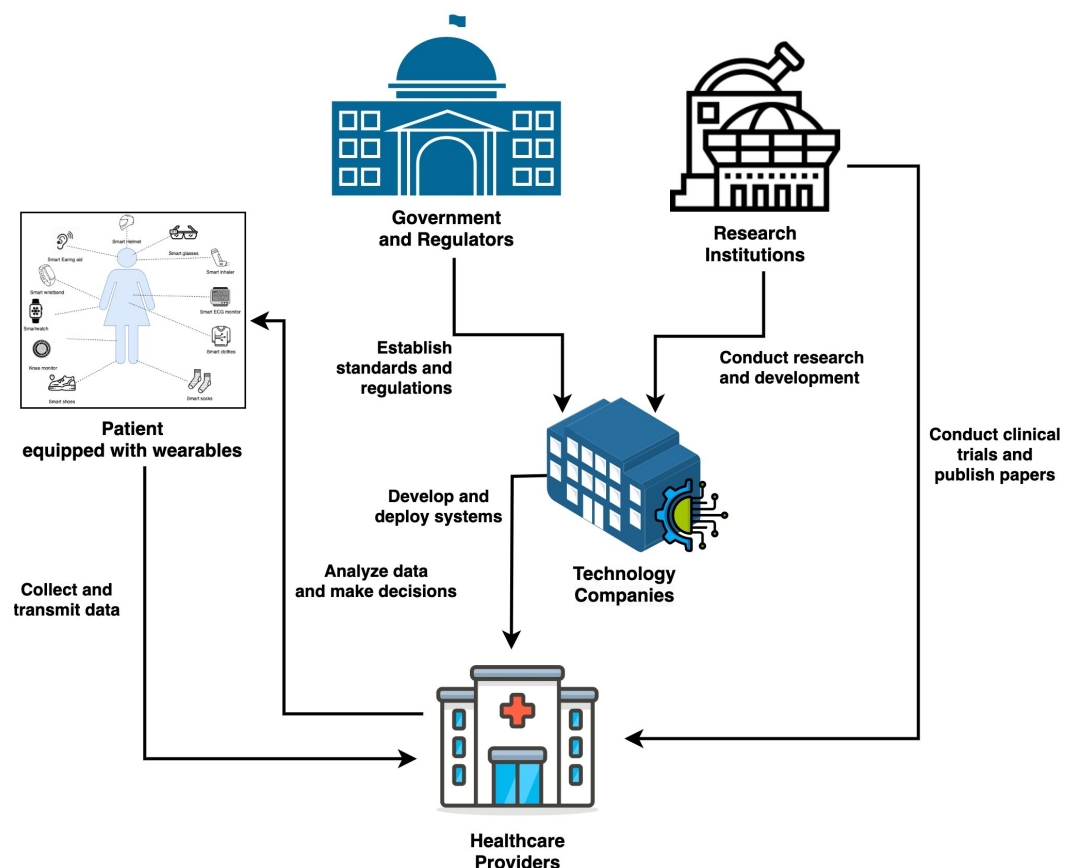 Government
and Regulators
Research
Institutions
Smart Helmet
Smart Earing aid
Smart glasses
Smart inhaler
Smart wristband
Smart ECG monitor
Smartwatch
Smart clothes
Knee monitor
Smart shoes
Smart socks
Patient
equipped with wearables
Establish
standards and
regulations
Conduct research
and development
Conduct clinical
trials and
publish papers
Develop and
deploy systems
Technology
Companies
Analyze data
and make decisions
Collect and
transmit data
Healthcare
Providers